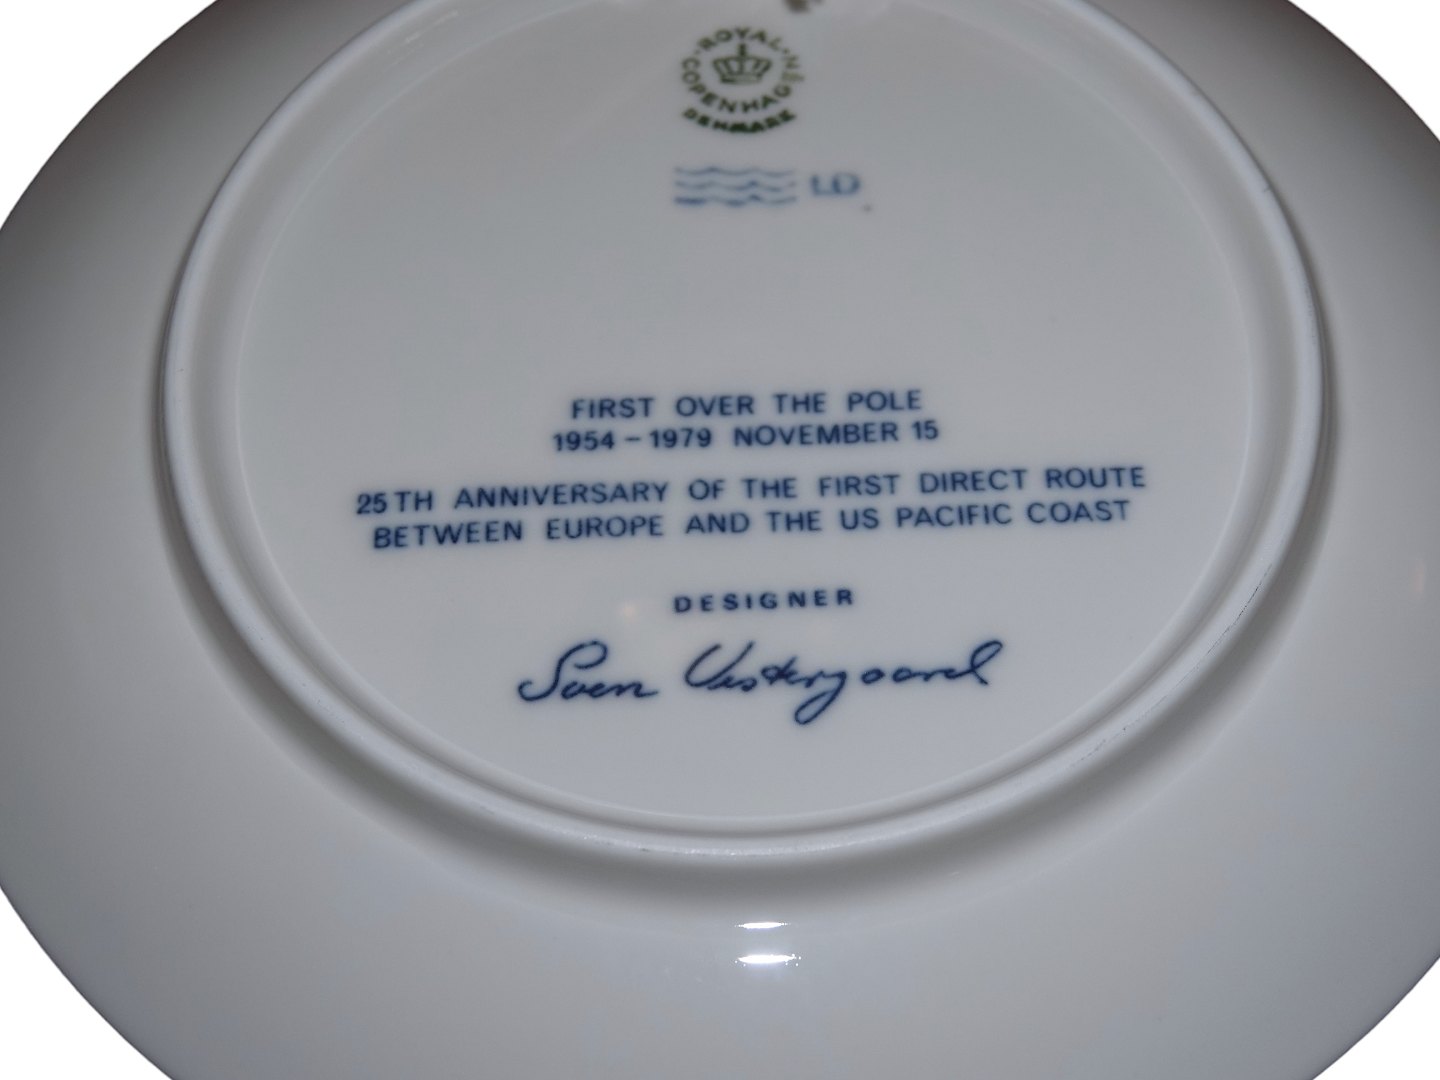 ROYAL COPENHAGEN
DENMARK
LD
FIRST OVER THE POLE
1954 – 1979 NOVEMBER 15
25TH ANNIVERSARY OF THE FIRST DIRECT ROUTE
BETWEEN EUROPE AND THE US PACIFIC COAST
DESIGNER
Sven Vestergaard